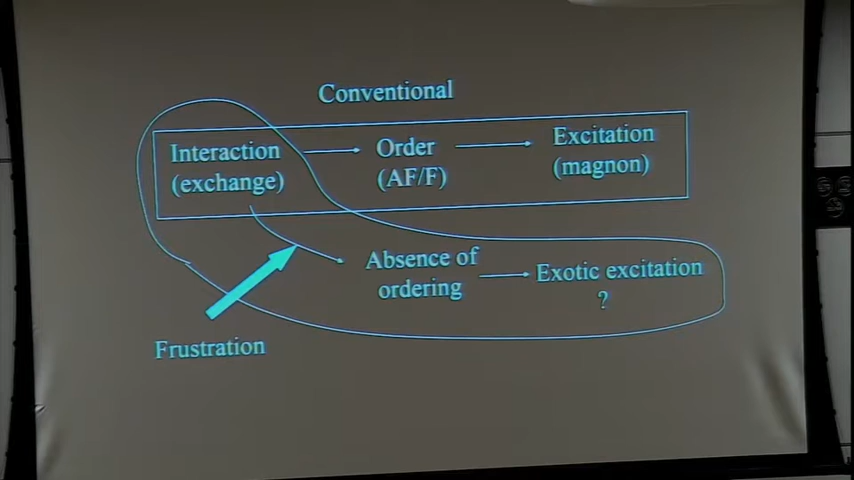 Conventional
Interaction
(exchange)
Order
(AF/F)
Excitation
(magnon)
Absence of
ordering
Exotic excitation
?
Frustration